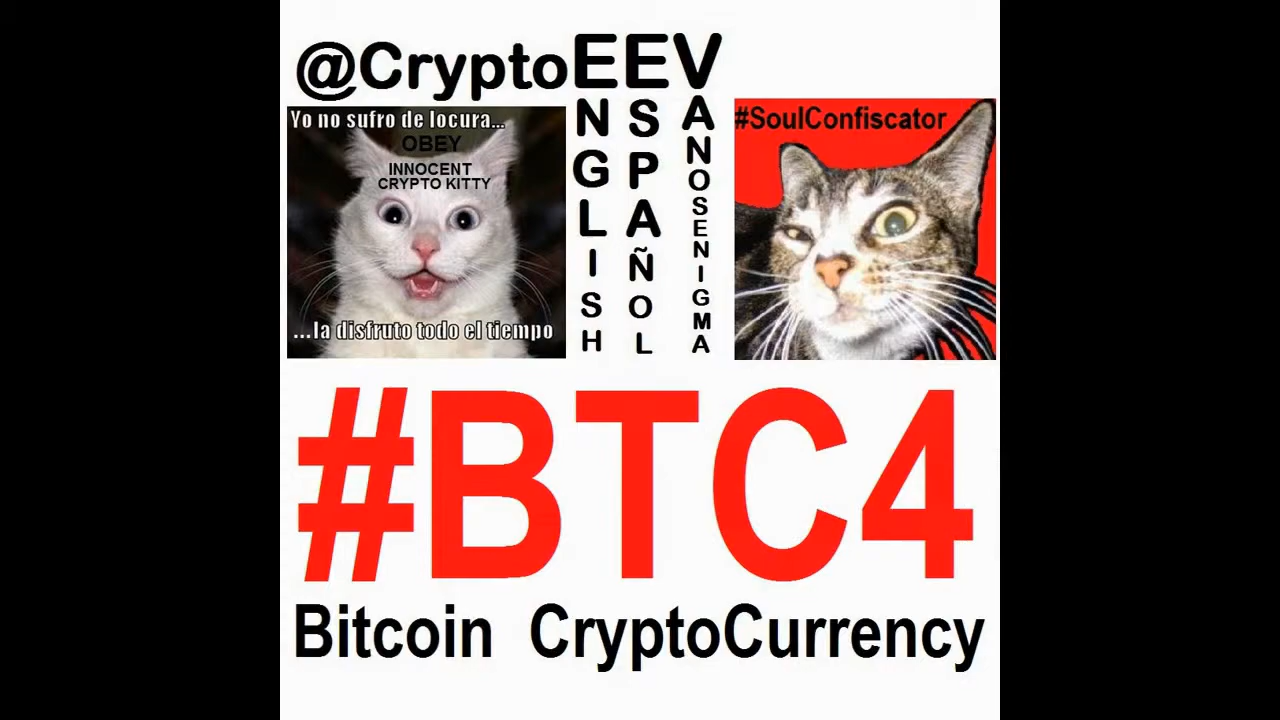 @CryptoEEV
ENGLISH
ESPAÑOL
VANOSENIGMA
Yo no sufro de locura...
OBEY
INNOCENT
CRYPTO KITTY
...la disfruto todo el tiempo
#SoulConfiscator
#BTC4
Bitcoin CryptoCurrency